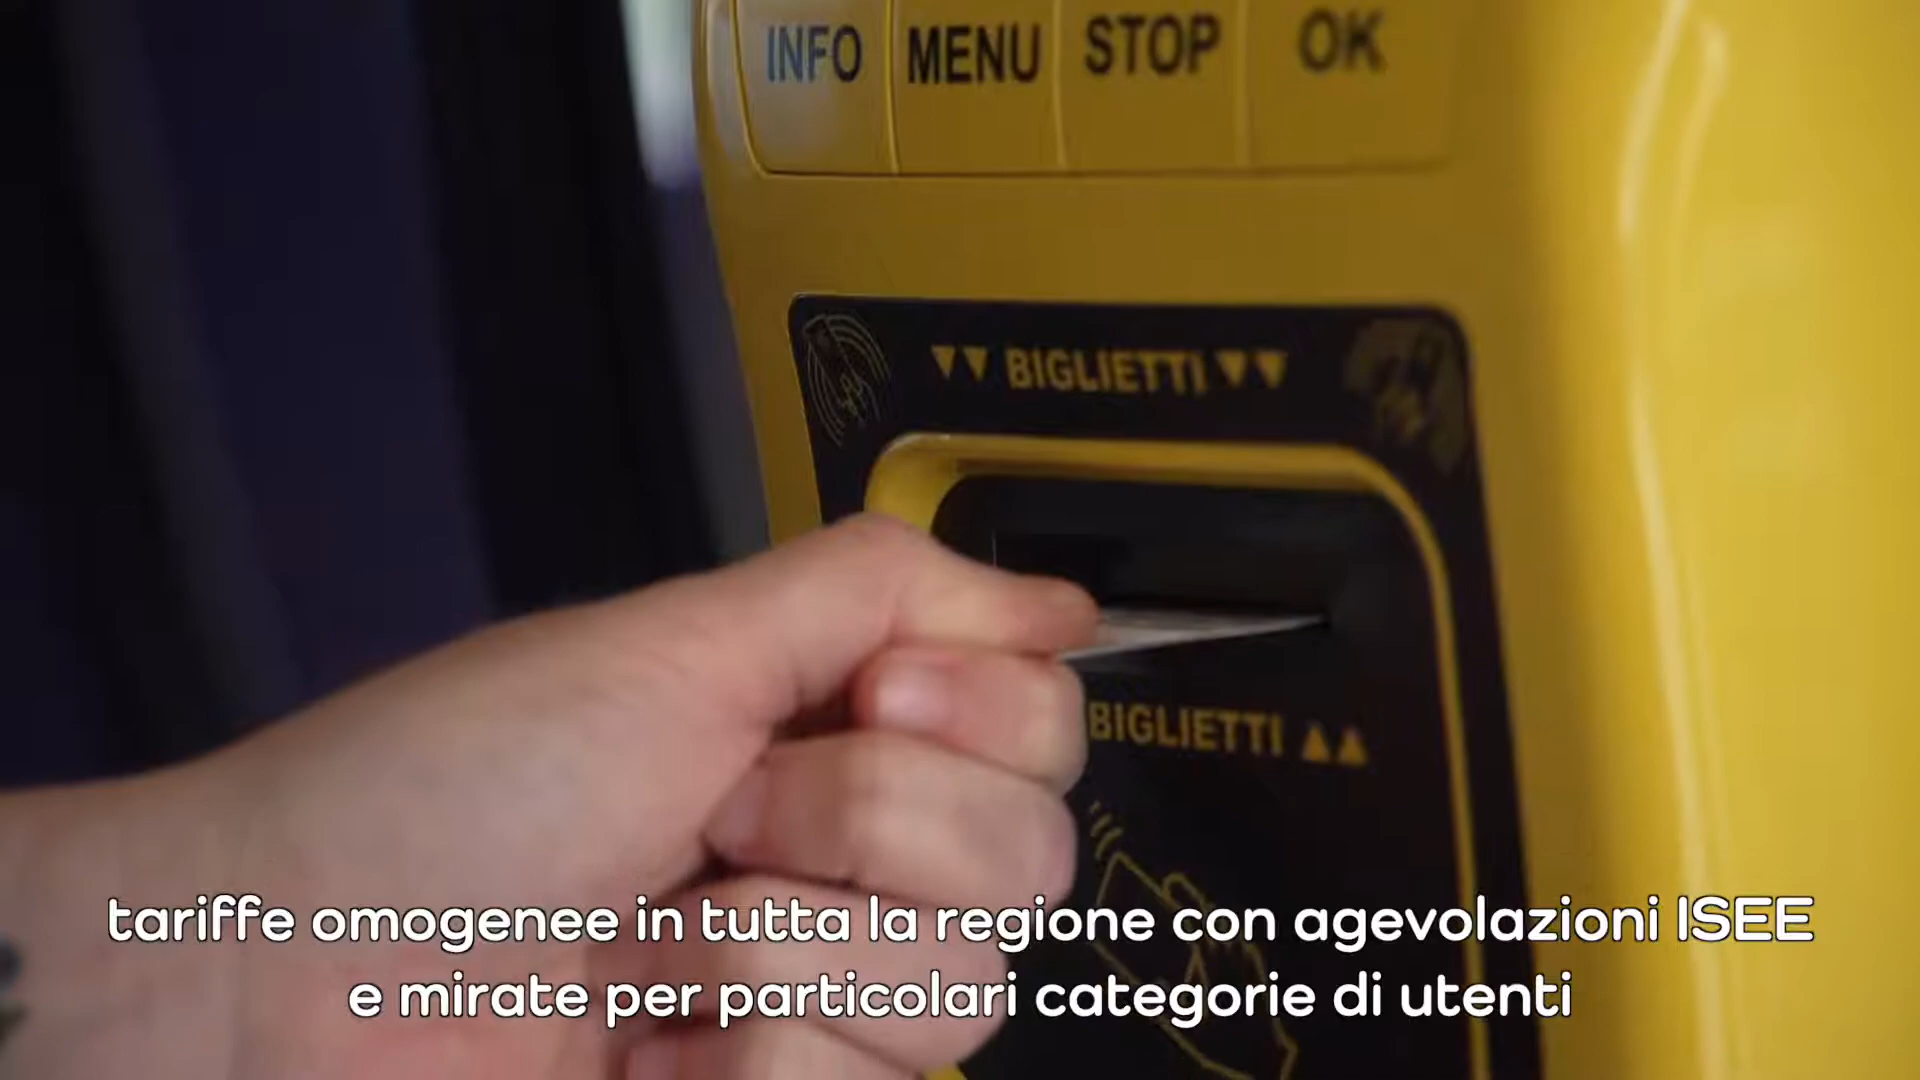 INFO MENU STOP OK
▼▼ BIGLIETTI ▼▼
BIGLIETTI ▲▲
tariffe omogenee in tutta la regione con agevolazioni ISEE
e mirate per particolari categorie di utenti